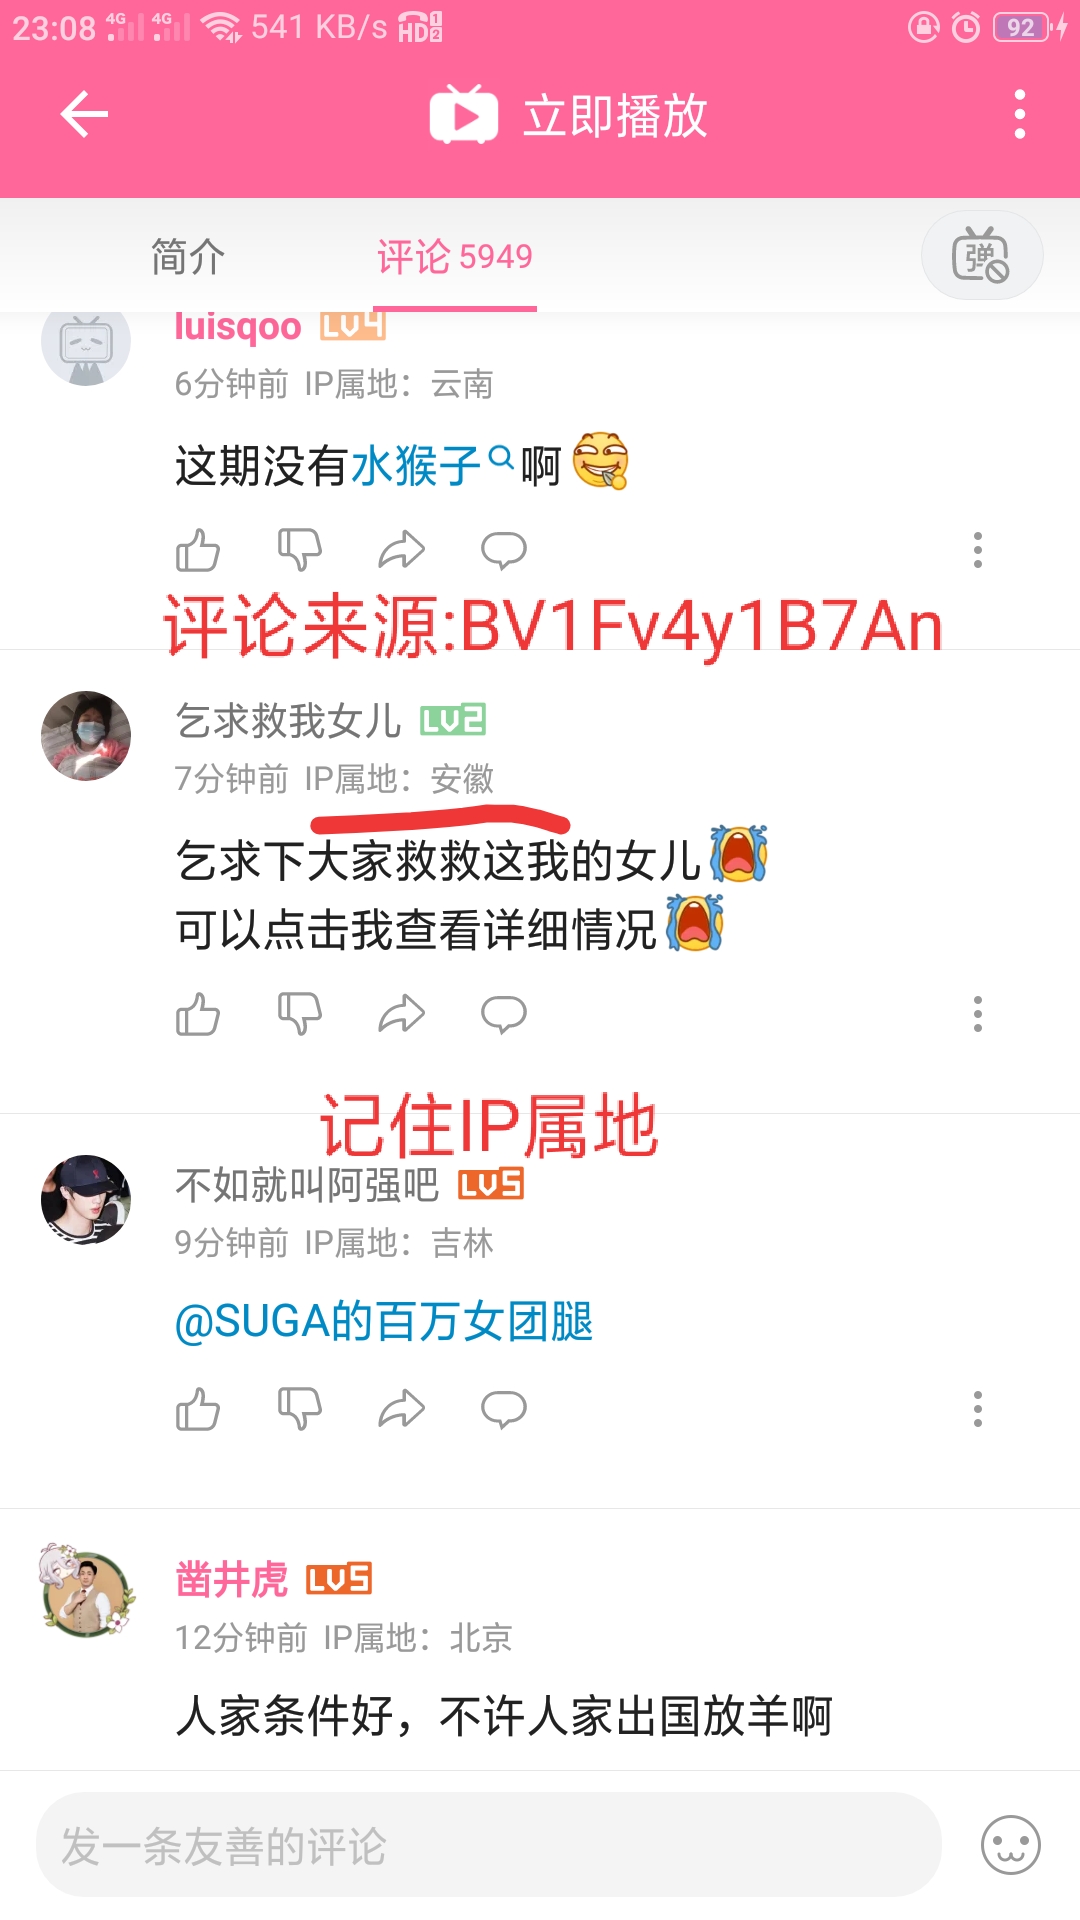 23:08 4G 4G 541 KB/s HD 1 2 92
立即播放
简介 评论 5949 弹
luisqoo LV4
6分钟前 IP属地：云南
这期没有水猴子啊
评论来源:BV1Fv4y1B7An
乞求救我女儿 LV2
7分钟前 IP属地：安徽
乞求下大家救救这我的女儿
可以点击我查看详细情况
记住IP属地
不如就叫阿强吧 LV5
9分钟前 IP属地：吉林
@SUGA的百万女团腿
凿井虎 LV5
12分钟前 IP属地：北京
人家条件好，不许人家出国放羊啊
发一条友善的评论